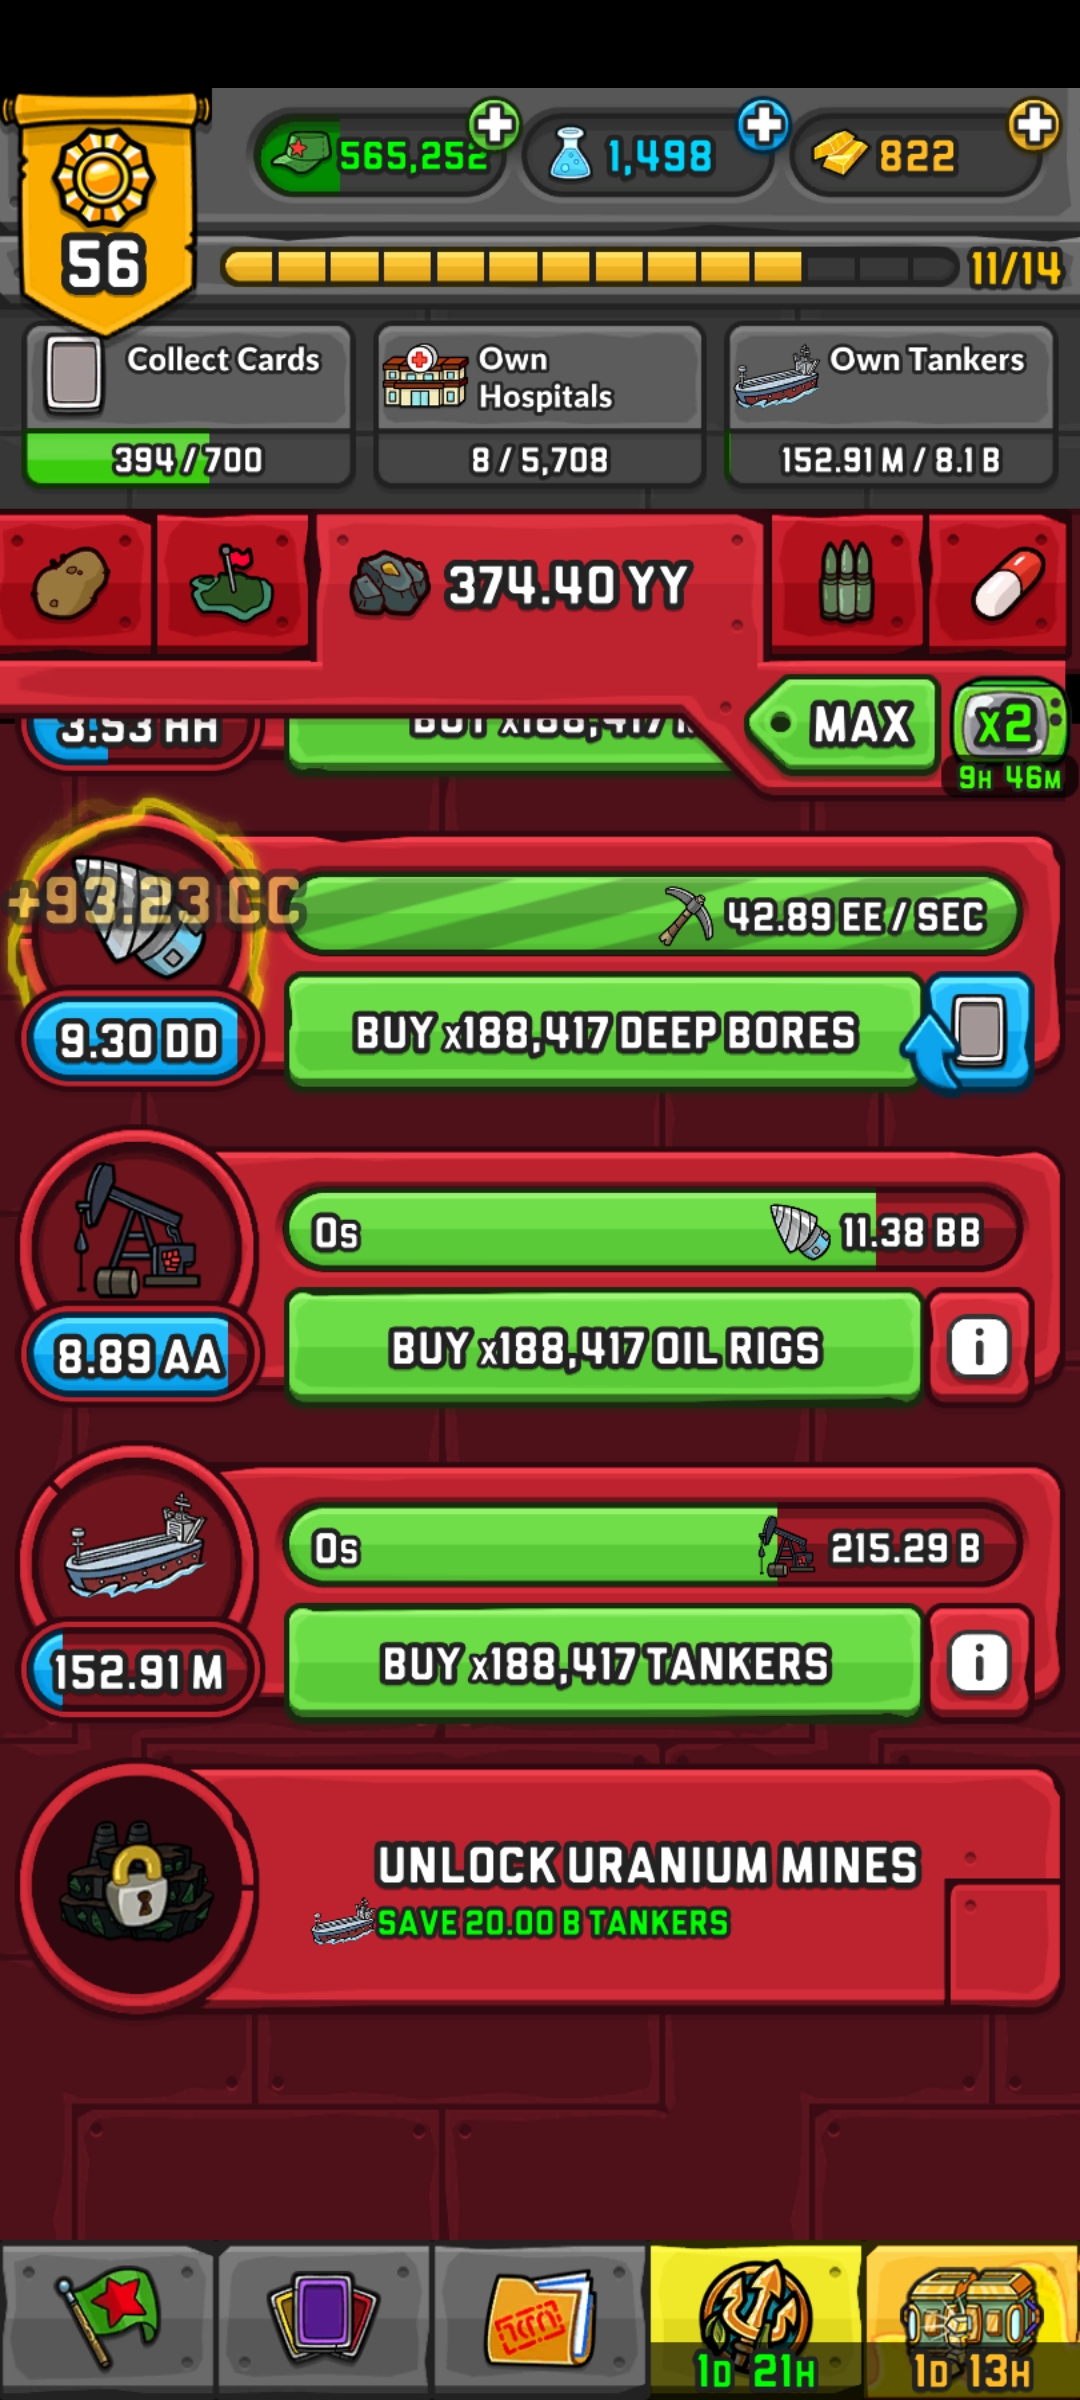 56
565,252
1,498
822
11/14
Collect Cards
394/700
Own
Hospitals
8/5,708
Own Tankers
152.91 M / 8.1 B
374.40 YY
MAX
x2
9H 46M
3.53 HH
BUY x188,417
+93.23 CC
42.89 EE/SEC
9.30 DD
BUY x188,417 DEEP BORES
0s
11.38 BB
8.89 AA
BUY x188,417 OIL RIGS
i
0s
215.29 B
152.91 M
BUY x188,417 TANKERS
i
UNLOCK URANIUM MINES
SAVE 20.00 B TANKERS
1D 21H
1D 13H